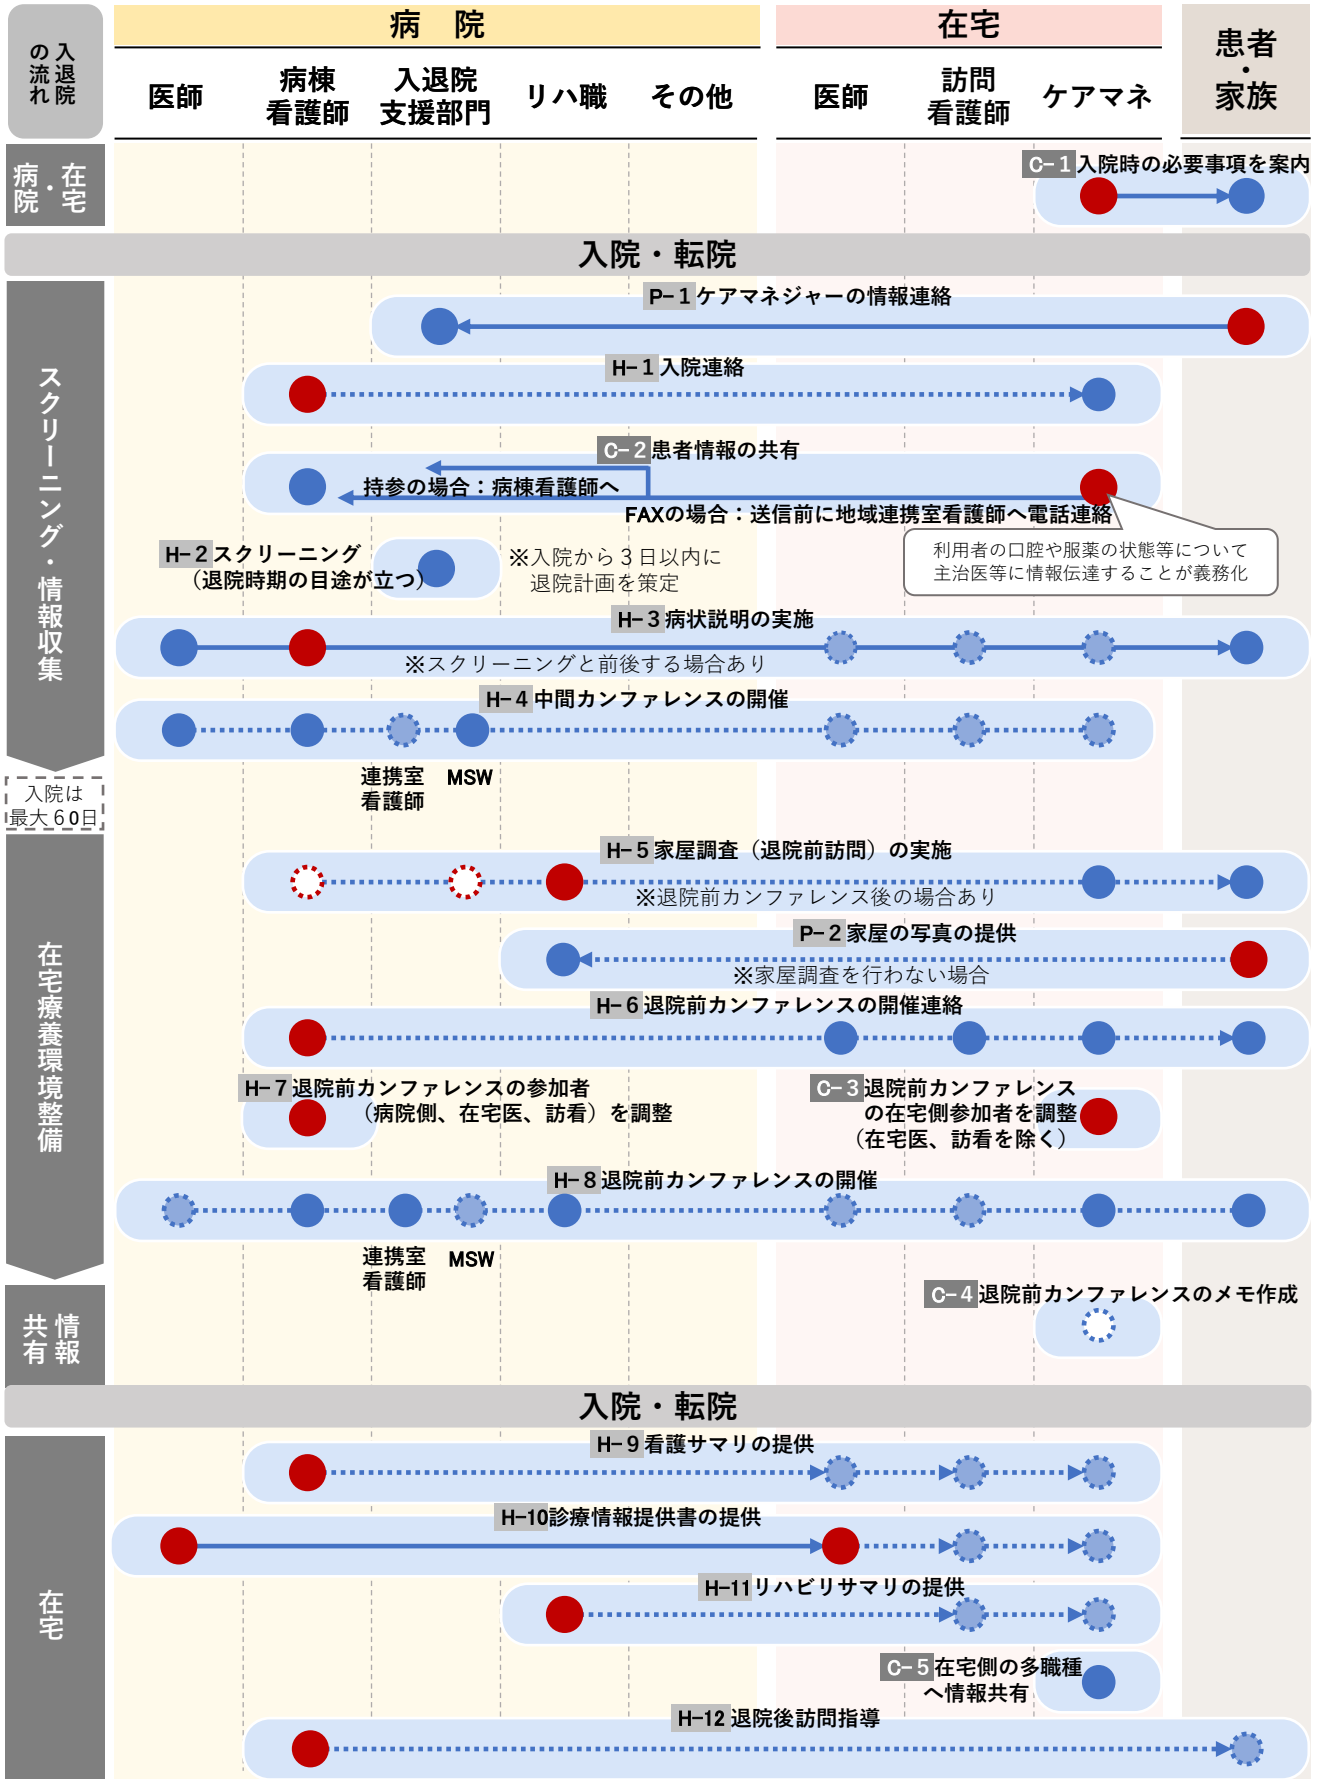 入退院
の流れ
病　院
在宅
患者
・
家族
医師
病棟
看護師
入退院
支援部門
リハ職
その他
医師
訪問
看護師
ケアマネ
病院・在宅
C-1入院時の必要事項を案内
入院・転院
スクリーニング・情報収集
P-1ケアマネジャーの情報連絡
H-1入院連絡
C-2患者情報の共有
持参の場合：病棟看護師へ
FAXの場合：送信前に地域連携室看護師へ電話連絡
利用者の口腔や服薬の状態等について
主治医等に情報伝達することが義務化
H-2スクリーニング
（退院時期の目途が立つ）
※入院から３日以内に
退院計画を策定
H-3病状説明の実施
※スクリーニングと前後する場合あり
H-4中間カンファレンスの開催
連携室
看護師
MSW
入院は
最大６０日
在宅療養環境整備
H-5家屋調査（退院前訪問）の実施
※退院前カンファレンス後の場合あり
P-2家屋の写真の提供
※家屋調査を行わない場合
H-6退院前カンファレンスの開催連絡
H-7退院前カンファレンスの参加者
（病院側、在宅医、訪看）を調整
C-3退院前カンファレンス
の在宅側参加者を調整
（在宅医、訪看を除く）
H-8退院前カンファレンスの開催
連携室
看護師
MSW
情報
共有
C-4退院前カンファレンスのメモ作成
入院・転院
在宅
H-9看護サマリの提供
H-10診療情報提供書の提供
H-11リハビリサマリの提供
C-5在宅側の多職種
へ情報共有
H-12退院後訪問指導